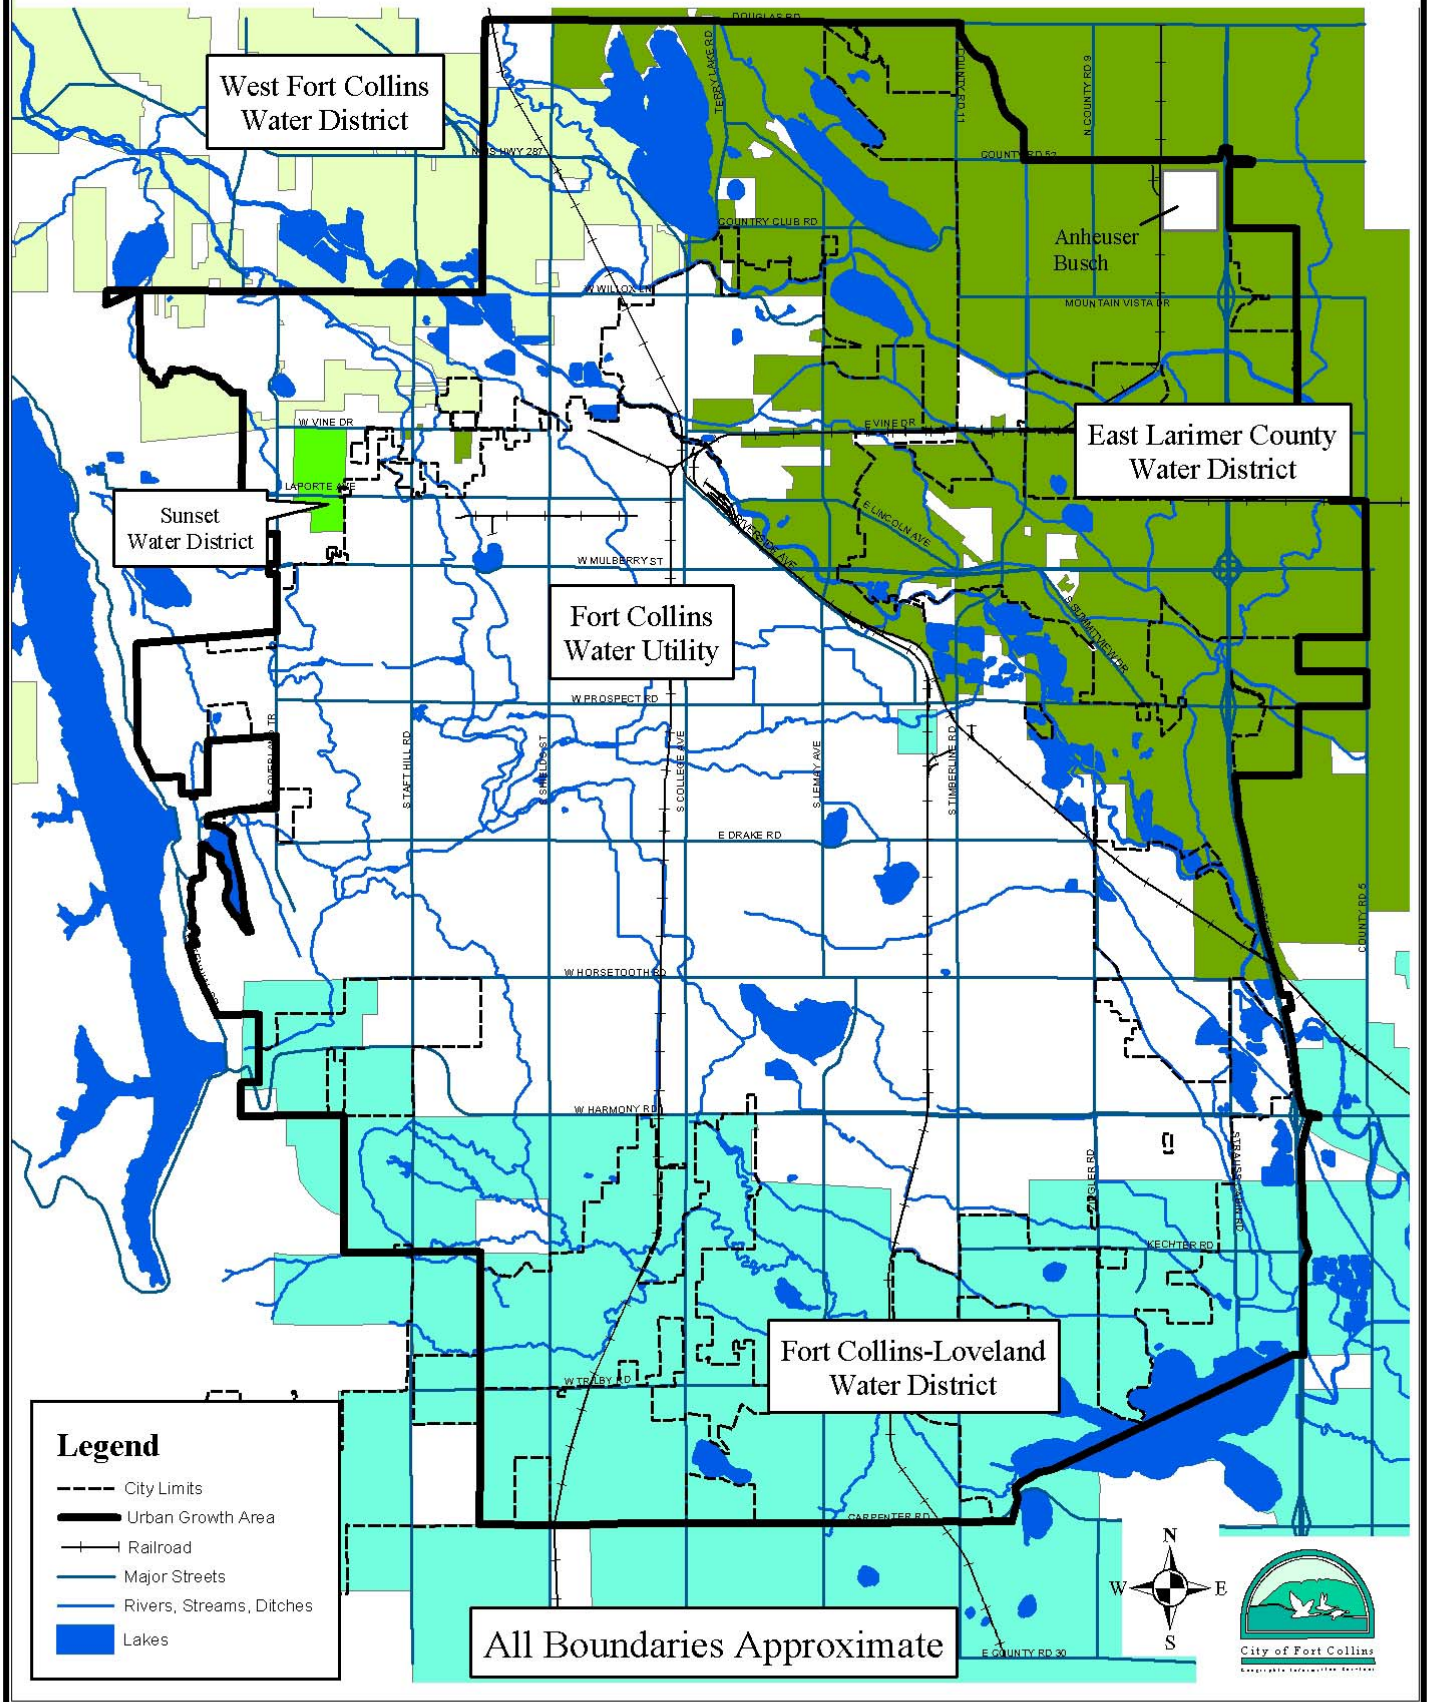 DOUGLAS RD
West Fort Collins
Water District
TERRY LAKE RD
COUNTY RD 11
N COUNTY RD 9
N US HWY 287
COUNTY RD 52
COUNTRY CLUB RD
Anheuser
Busch
W WILLOX LN
MOUNTAIN VISTA DR
W VINE DR
E VINE DR
East Larimer County
Water District
LAPORTE AVE
Sunset
Water District
E LINCOLN AVE
RIVERSIDE AVE
W MULBERRY ST
Fort Collins
Water Utility
S SUMMITVIEW DR
W PROSPECT RD
S OVERLAND TR
S TAFT HILL RD
S SHIELDS ST
S COLLEGE AVE
S LEMAY AVE
S TIMBERLINE RD
E DRAKE RD
COUNTY RD 5
W HORSETOOTH RD
W HARMONY RD
ZIEGLER RD
STRAUSS CABIN RD
KECHTER RD
Fort Collins-Loveland
Water District
W TRILBY RD
CARPENTER RD
Legend
City Limits
Urban Growth Area
Railroad
Major Streets
Rivers, Streams, Ditches
Lakes
All Boundaries Approximate
E COUNTY RD 30
N
W
E
S
City of Fort Collins
Geographic Information Services